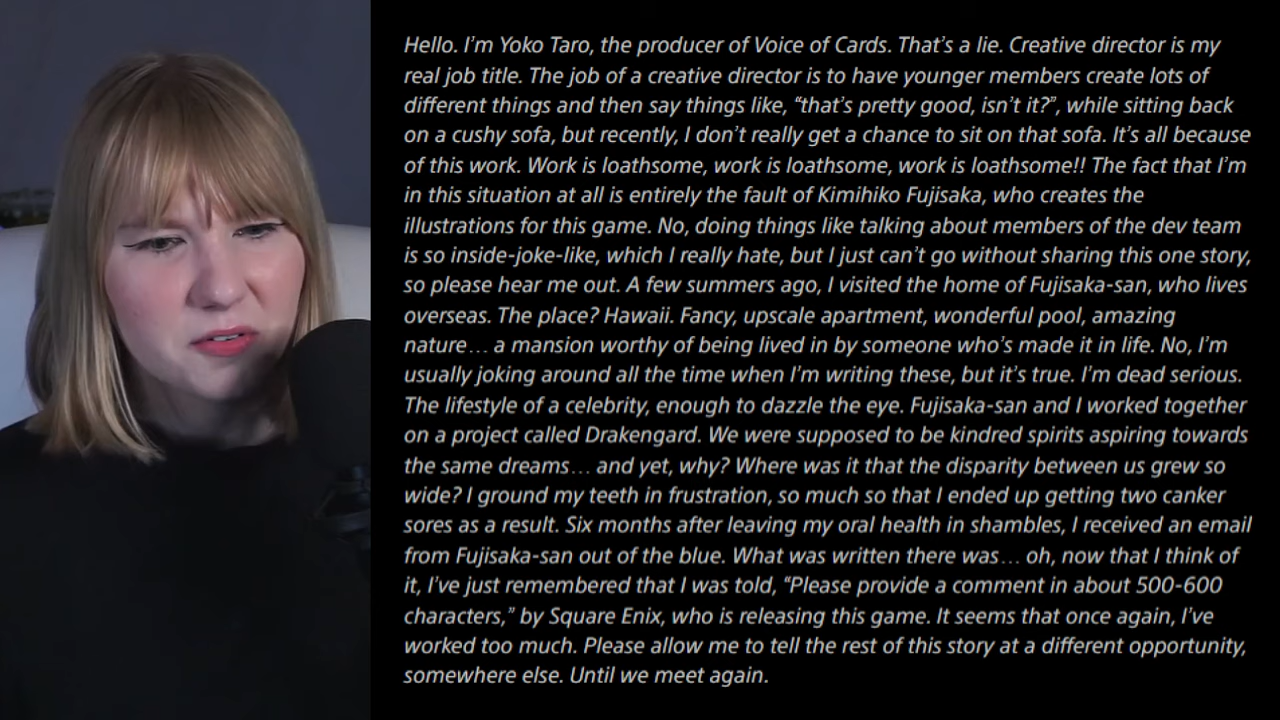 Hello. I'm Yoko Taro, the producer of Voice of Cards. That's a lie. Creative director is my
real job title. The job of a creative director is to have younger members create lots of
different things and then say things like, "that's pretty good, isn't it?", while sitting back
on a cushy sofa, but recently, I don't really get a chance to sit on that sofa. It's all because
of this work. Work is loathsome, work is loathsome, work is loathsome!! The fact that I'm
in this situation at all is entirely the fault of Kimihiko Fujisaka, who creates the
illustrations for this game. No, doing things like talking about members of the dev team
is so inside-joke-like, which I really hate, but I just can't go without sharing this one story,
so please hear me out. A few summers ago, I visited the home of Fujisaka-san, who lives
overseas. The place? Hawaii. Fancy, upscale apartment, wonderful pool, amazing
nature... a mansion worthy of being lived in by someone who's made it in life. No, I'm
usually joking around all the time when I'm writing these, but it's true. I'm dead serious.
The lifestyle of a celebrity, enough to dazzle the eye. Fujisaka-san and I worked together
on a project called Drakengard. We were supposed to be kindred spirits aspiring towards
the same dreams... and yet, why? Where was it that the disparity between us grew so
wide? I ground my teeth in frustration, so much so that I ended up getting two canker
sores as a result. Six months after leaving my oral health in shambles, I received an email
from Fujisaka-san out of the blue. What was written there was... oh, now that I think of
it, I've just remembered that I was told, "Please provide a comment in about 500-600
characters," by Square Enix, who is releasing this game. It seems that once again, I've
worked too much. Please allow me to tell the rest of this story at a different opportunity,
somewhere else. Until we meet again.